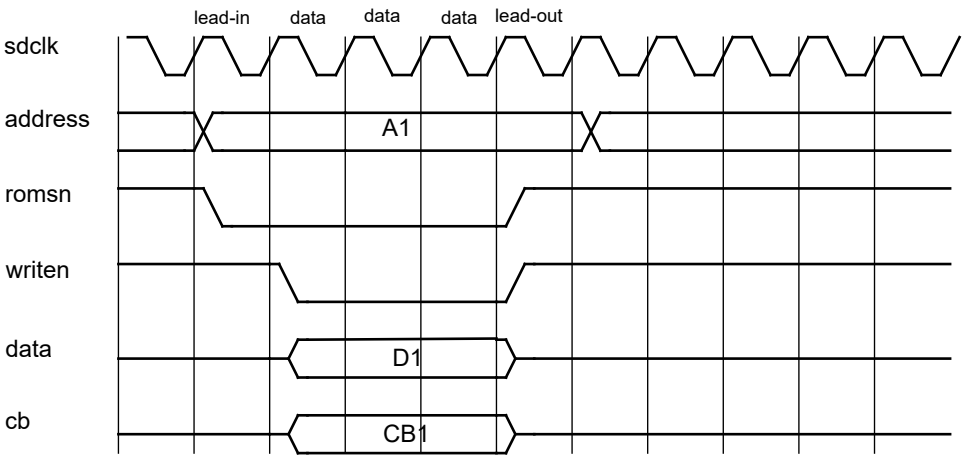 lead-in data data data lead-out
sdclk
address A1
romsn
writen
data D1
cb CB1